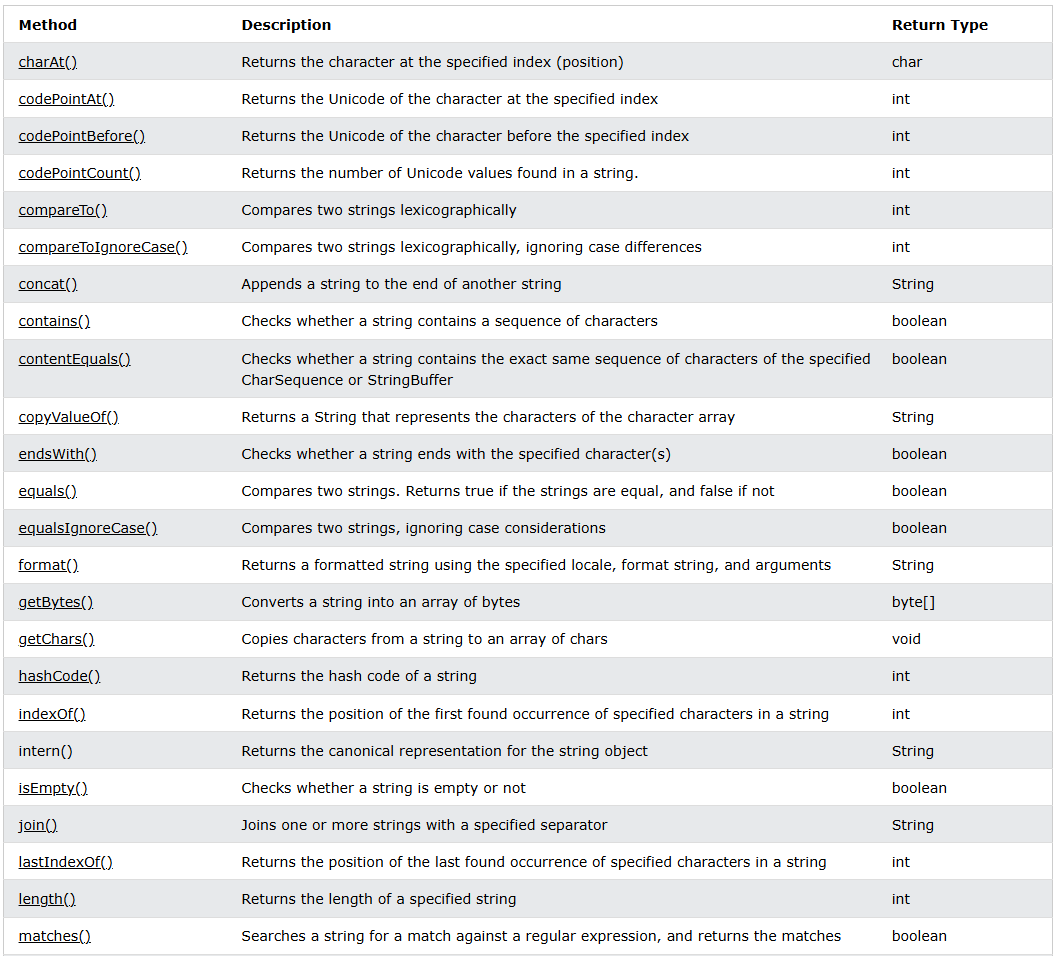 Method Description Return Type
charAt() Returns the character at the specified index (position) char
codePointAt() Returns the Unicode of the character at the specified index int
codePointBefore() Returns the Unicode of the character before the specified index int
codePointCount() Returns the number of Unicode values found in a string. int
compareTo() Compares two strings lexicographically int
compareToIgnoreCase() Compares two strings lexicographically, ignoring case differences int
concat() Appends a string to the end of another string String
contains() Checks whether a string contains a sequence of characters boolean
contentEquals() Checks whether a string contains the exact same sequence of characters of the specified boolean
CharSequence or StringBuffer
copyValueOf() Returns a String that represents the characters of the character array String
endsWith() Checks whether a string ends with the specified character(s) boolean
equals() Compares two strings. Returns true if the strings are equal, and false if not boolean
equalsIgnoreCase() Compares two strings, ignoring case considerations boolean
format() Returns a formatted string using the specified locale, format string, and arguments String
getBytes() Converts a string into an array of bytes byte[]
getChars() Copies characters from a string to an array of chars void
hashCode() Returns the hash code of a string int
indexOf() Returns the position of the first found occurrence of specified characters in a string int
intern() Returns the canonical representation for the string object String
isEmpty() Checks whether a string is empty or not boolean
join() Joins one or more strings with a specified separator String
lastIndexOf() Returns the position of the last found occurrence of specified characters in a string int
length() Returns the length of a specified string int
matches() Searches a string for a match against a regular expression, and returns the matches boolean